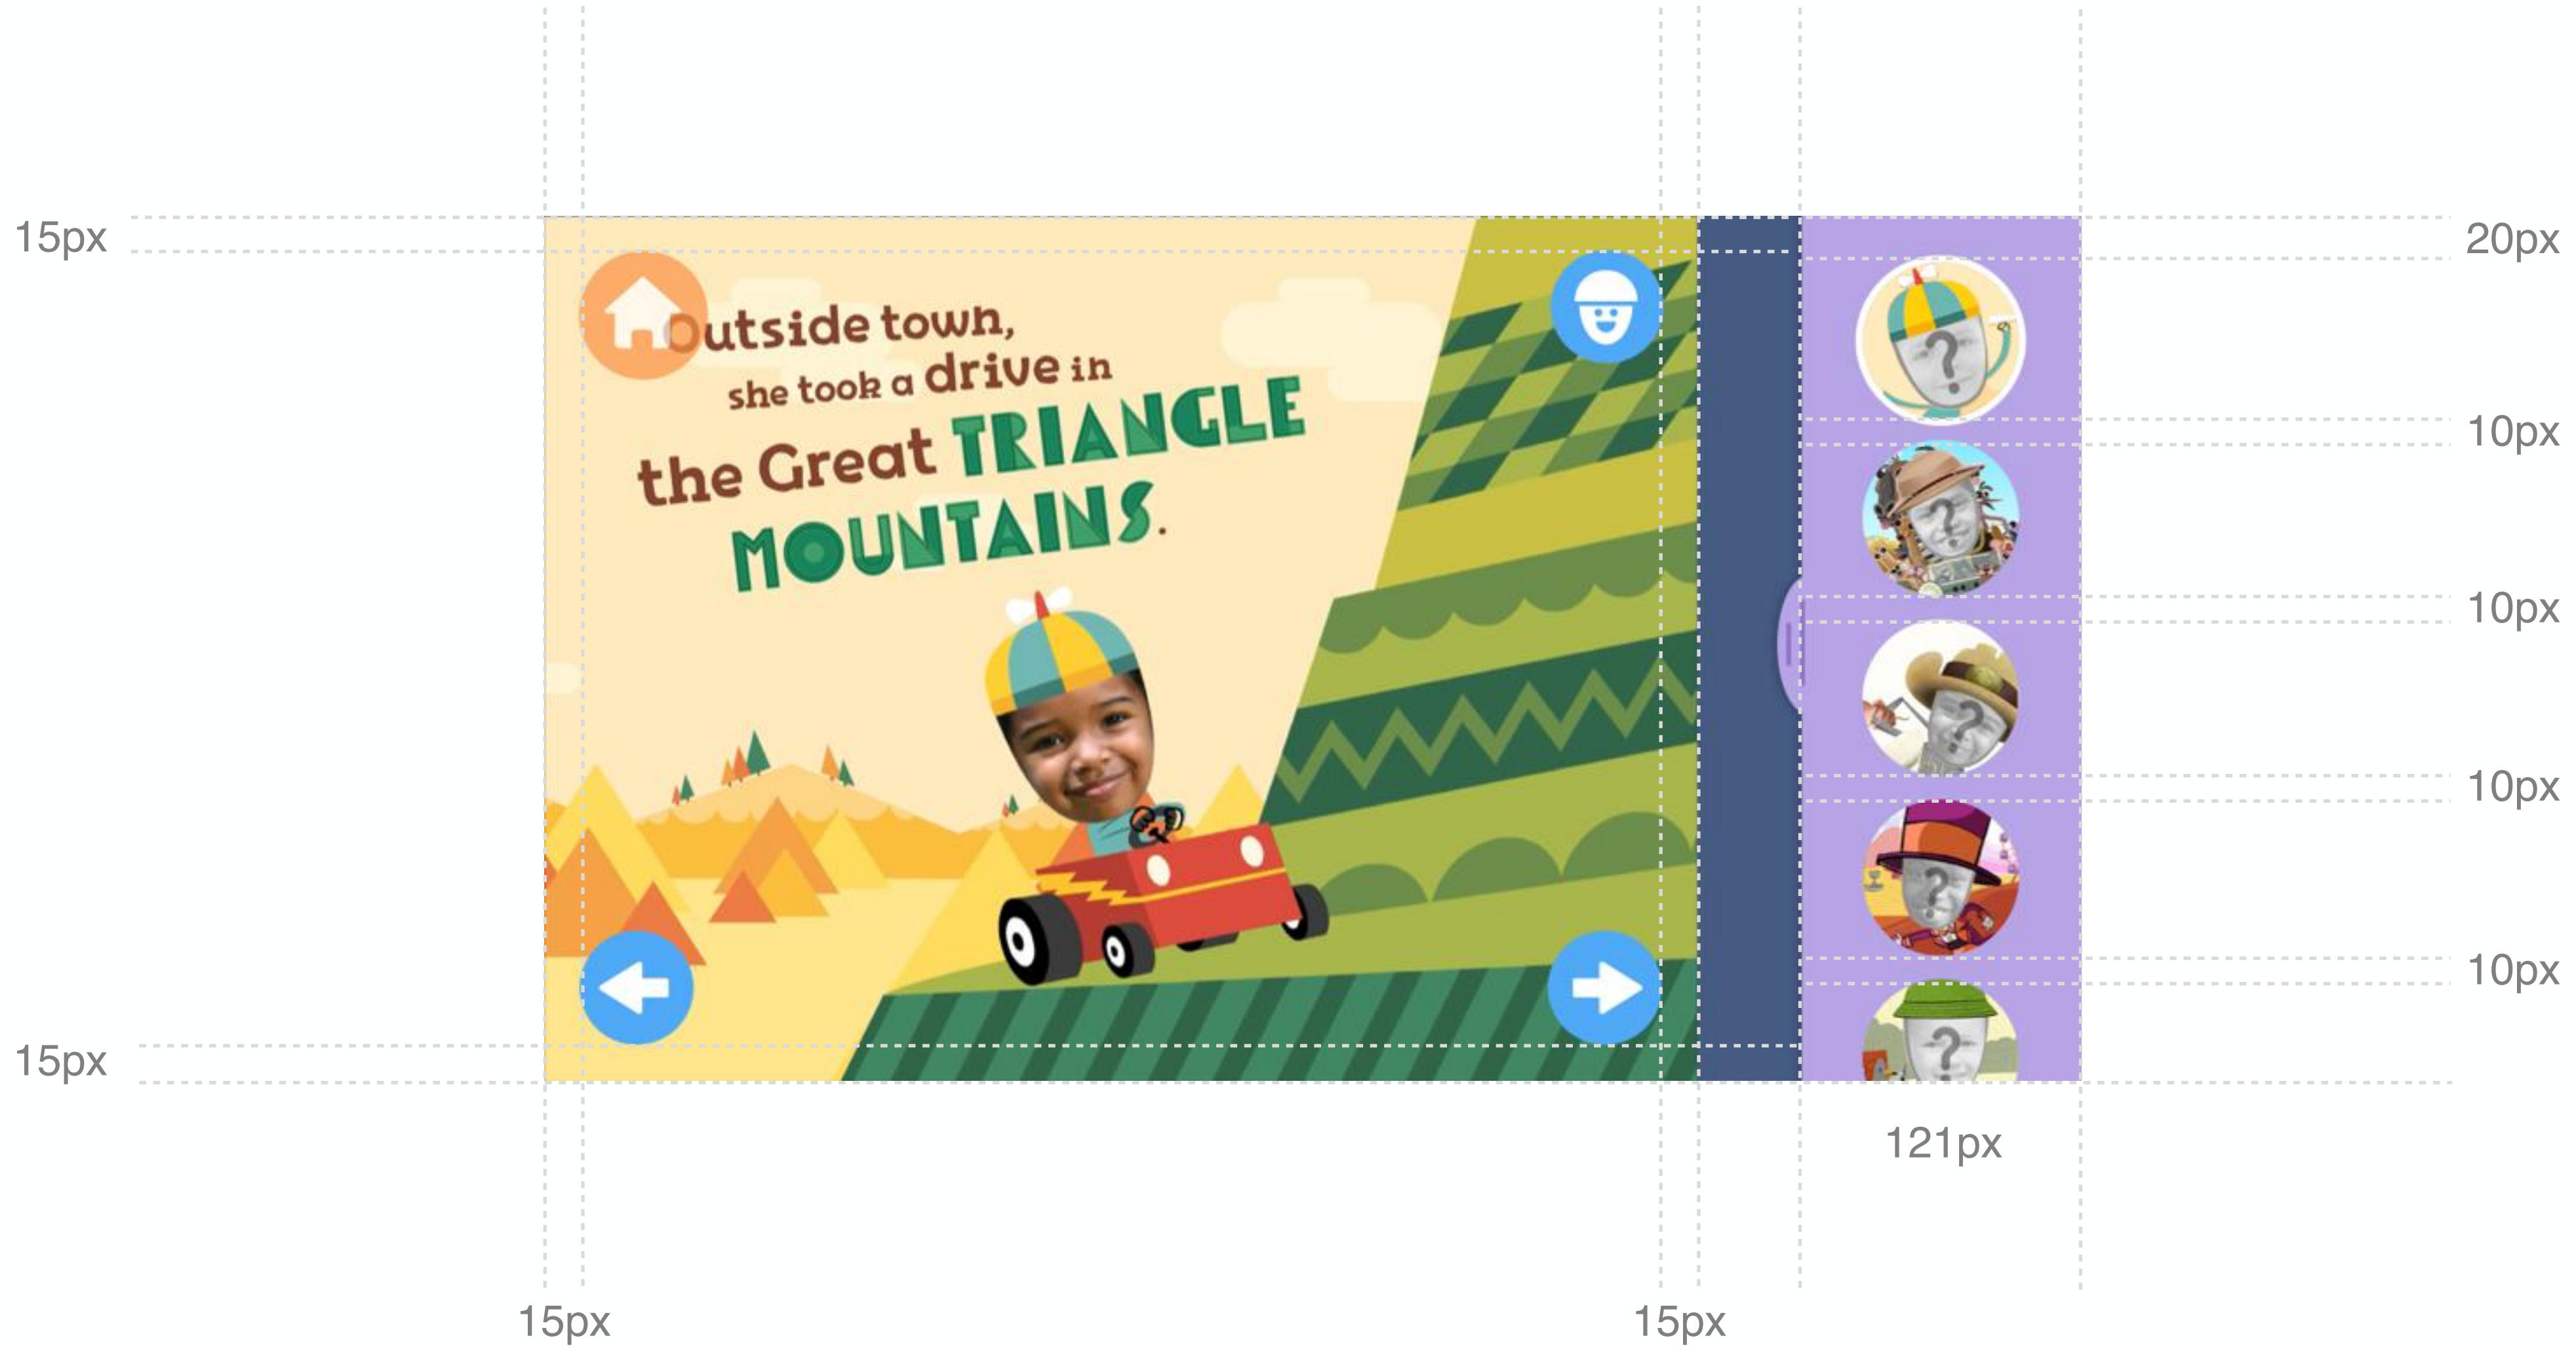 15px
20px
Outside town,
she took a drive in
the Great TRIANGLE
MOUNTAINS.
10px
?
?
10px
?
10px
?
10px
?
15px
121px
15px
15px